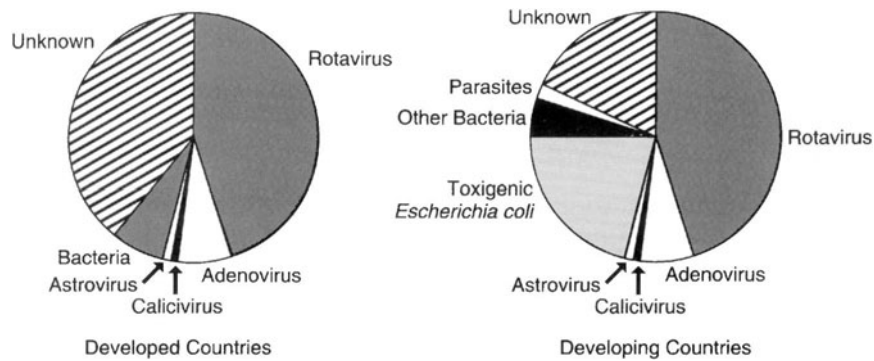 Unknown
Rotavirus
Bacteria
Astrovirus
Calicivirus
Adenovirus
Developed Countries
Unknown
Parasites
Other Bacteria
Rotavirus
Toxigenic
Escherichia coli
Astrovirus
Calicivirus
Adenovirus
Developing Countries